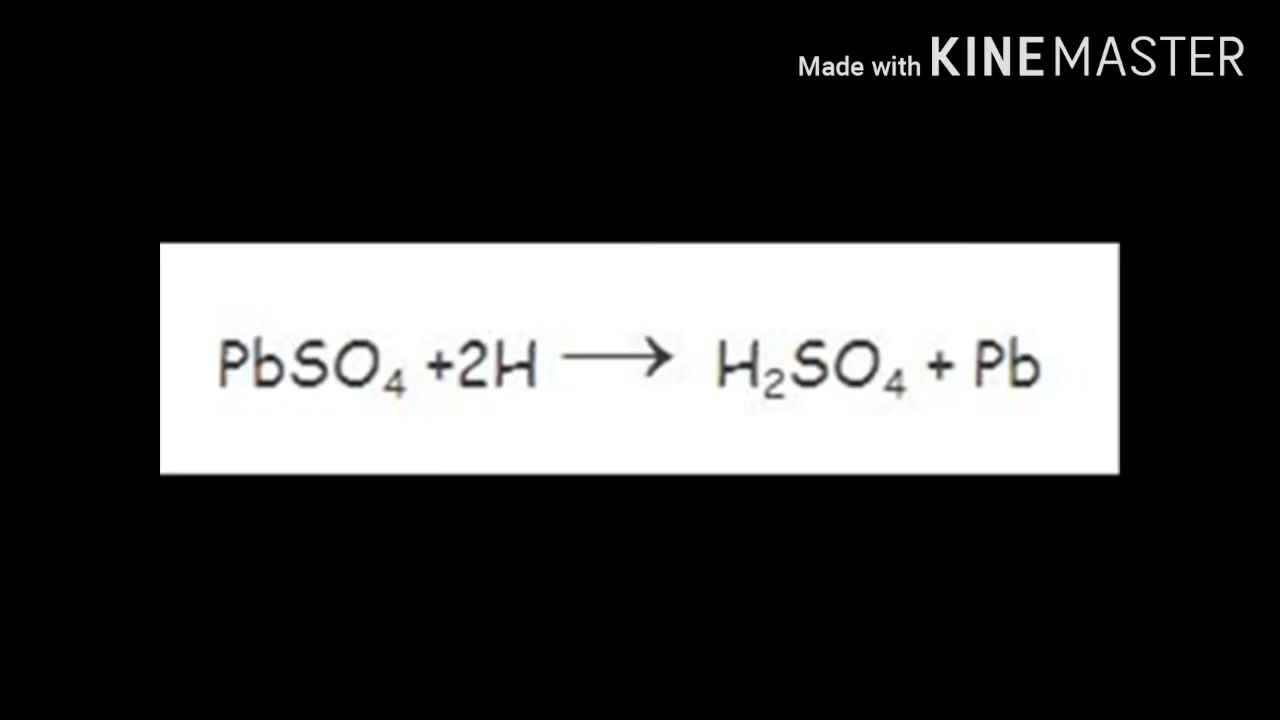 Made with KINEMASTER
PbSO₄ +2H ⟶ H₂SO₄ + Pb